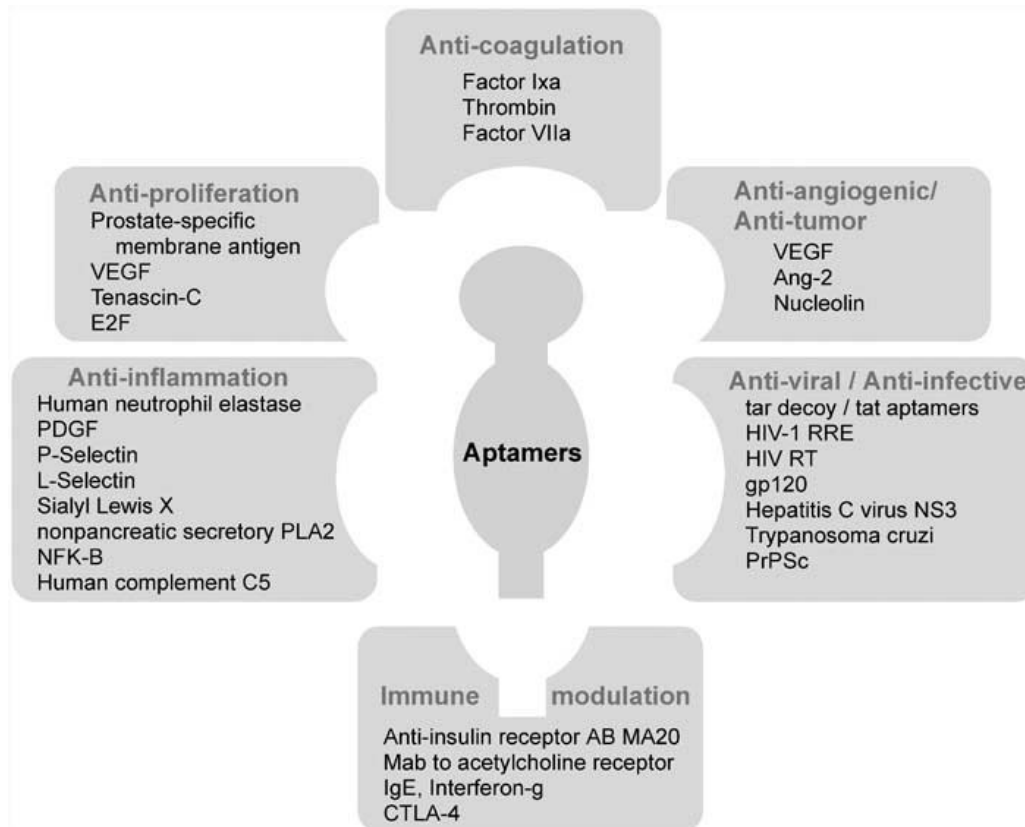 Anti-coagulation
Factor Ixa
Thrombin
Factor VIIa
Anti-proliferation
Prostate-specific
membrane antigen
VEGF
Tenascin-C
E2F
Anti-angiogenic/
Anti-tumor
VEGF
Ang-2
Nucleolin
Anti-inflammation
Human neutrophil elastase
PDGF
P-Selectin
L-Selectin
Sialyl Lewis X
nonpancreatic secretory PLA2
NFK-B
Human complement C5
Aptamers
Anti-viral / Anti-infective
tar decoy / tat aptamers
HIV-1 RRE
HIV RT
gp120
Hepatitis C virus NS3
Trypanosoma cruzi
PrPSc
Immune modulation
Anti-insulin receptor AB MA20
Mab to acetylcholine receptor
IgE, Interferon-g
CTLA-4